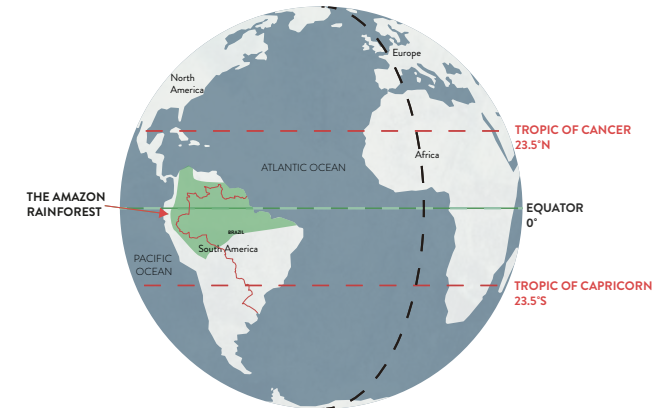 Europe
North
America
TROPIC OF CANCER
23.5°N
Africa
ATLANTIC OCEAN
THE AMAZON
RAINFOREST
EQUATOR
0°
BRAZIL
South America
PACIFIC
OCEAN
TROPIC OF CAPRICORN
23.5°S